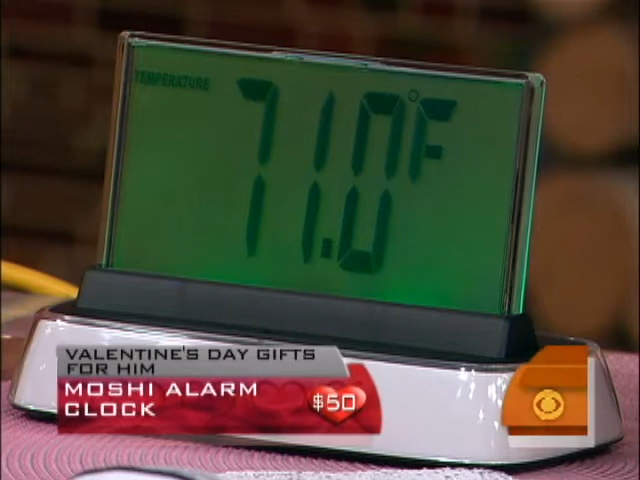 TEMPERATURE
71.0°F
VALENTINE'S DAY GIFTS
FOR HIM
MOSHI ALARM
CLOCK
$50